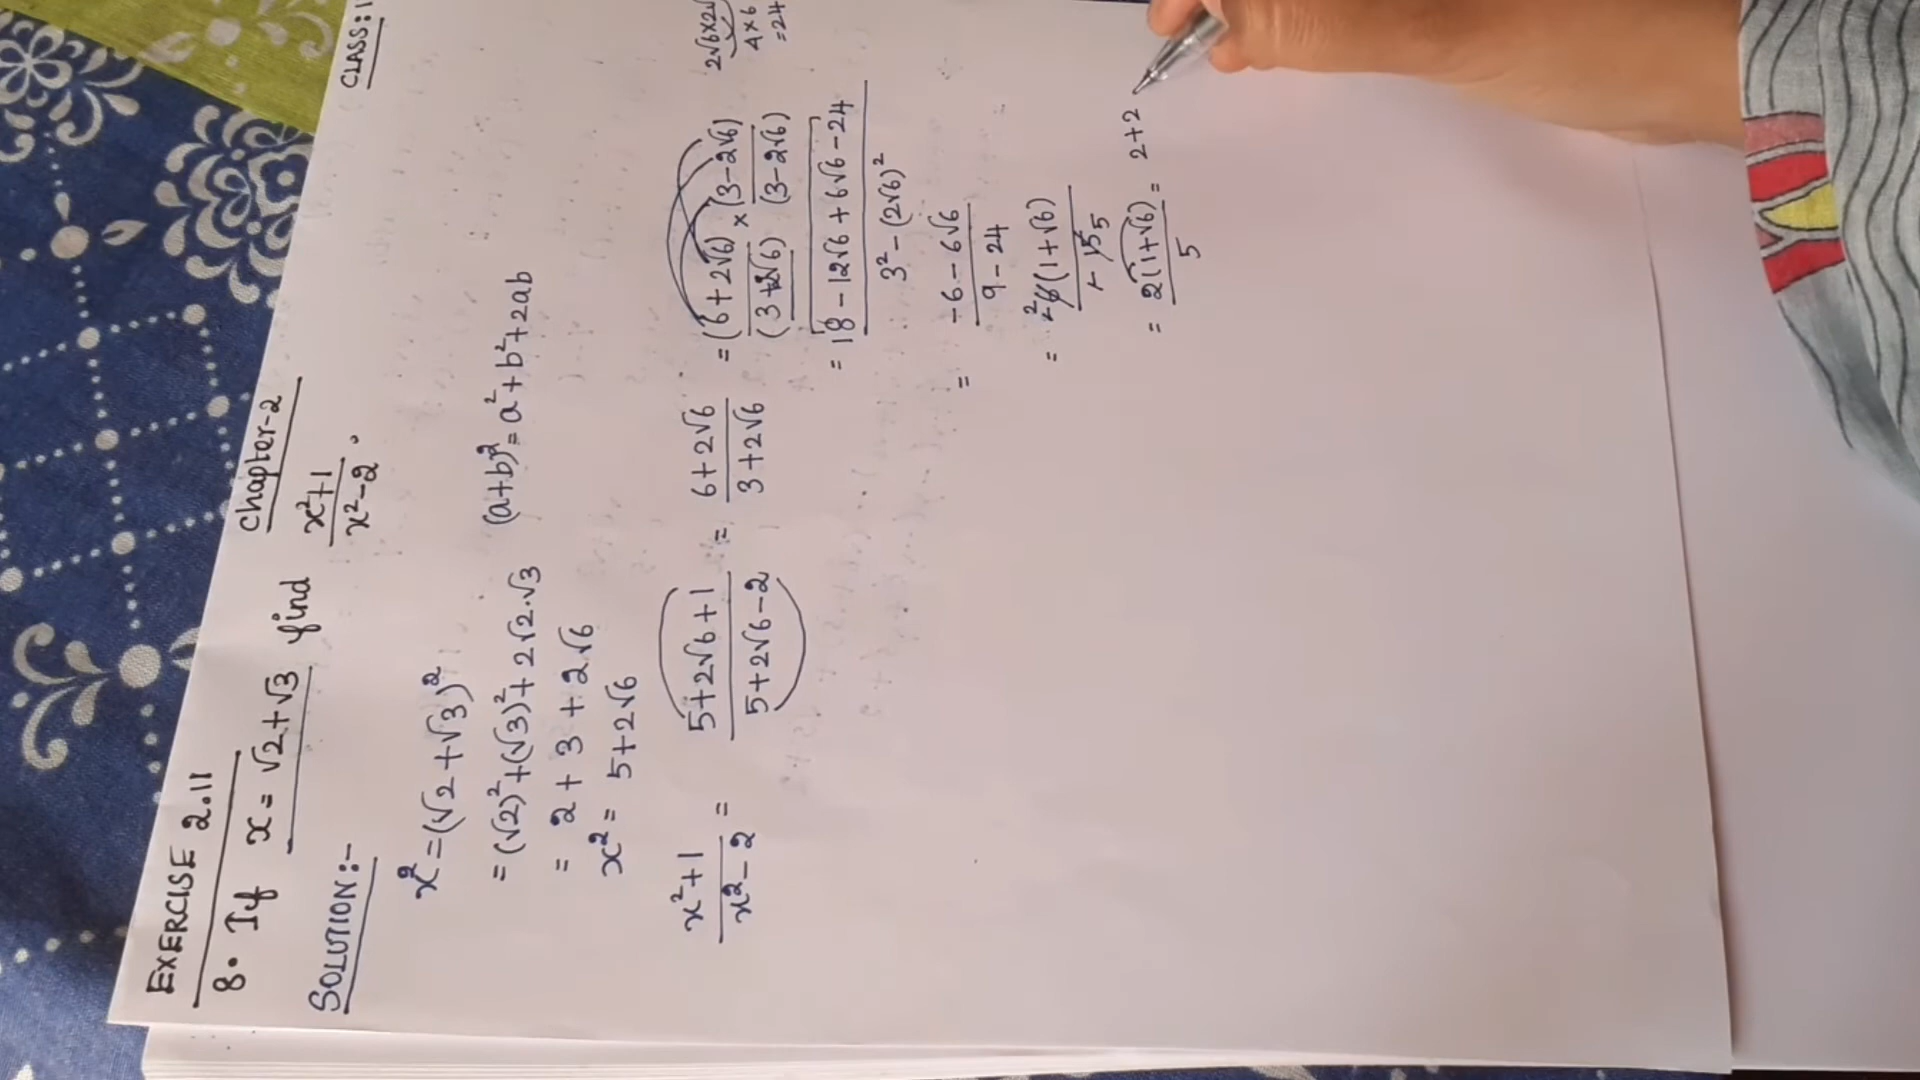 CLASS:
EXERCISE 2.11 Chapter-2
8. If x = √2+√3 find x²+1 / x²-2 .
SOLUTION:-
x² = (√2+√3)²
= (√2)²+(√3)²+2√2.√3 (a+b)² = a²+b²+2ab
= 2+3+2√6
x² = 5+2√6
x²+1 / x²-2 = 5+2√6+1 / 5+2√6-2 = 6+2√6 / 3+2√6 = (6+2√6) / (3+2√6) × (3-2√6) / (3-2√6)
2√6×2√
4×6
=24
= 18-12√6+6√6-24 / 3²-(2√6)²
= -6-6√6 / 9-24
= -6(1+√6) / -15
2
5
= 2(1+√6) / 5 = 2+2